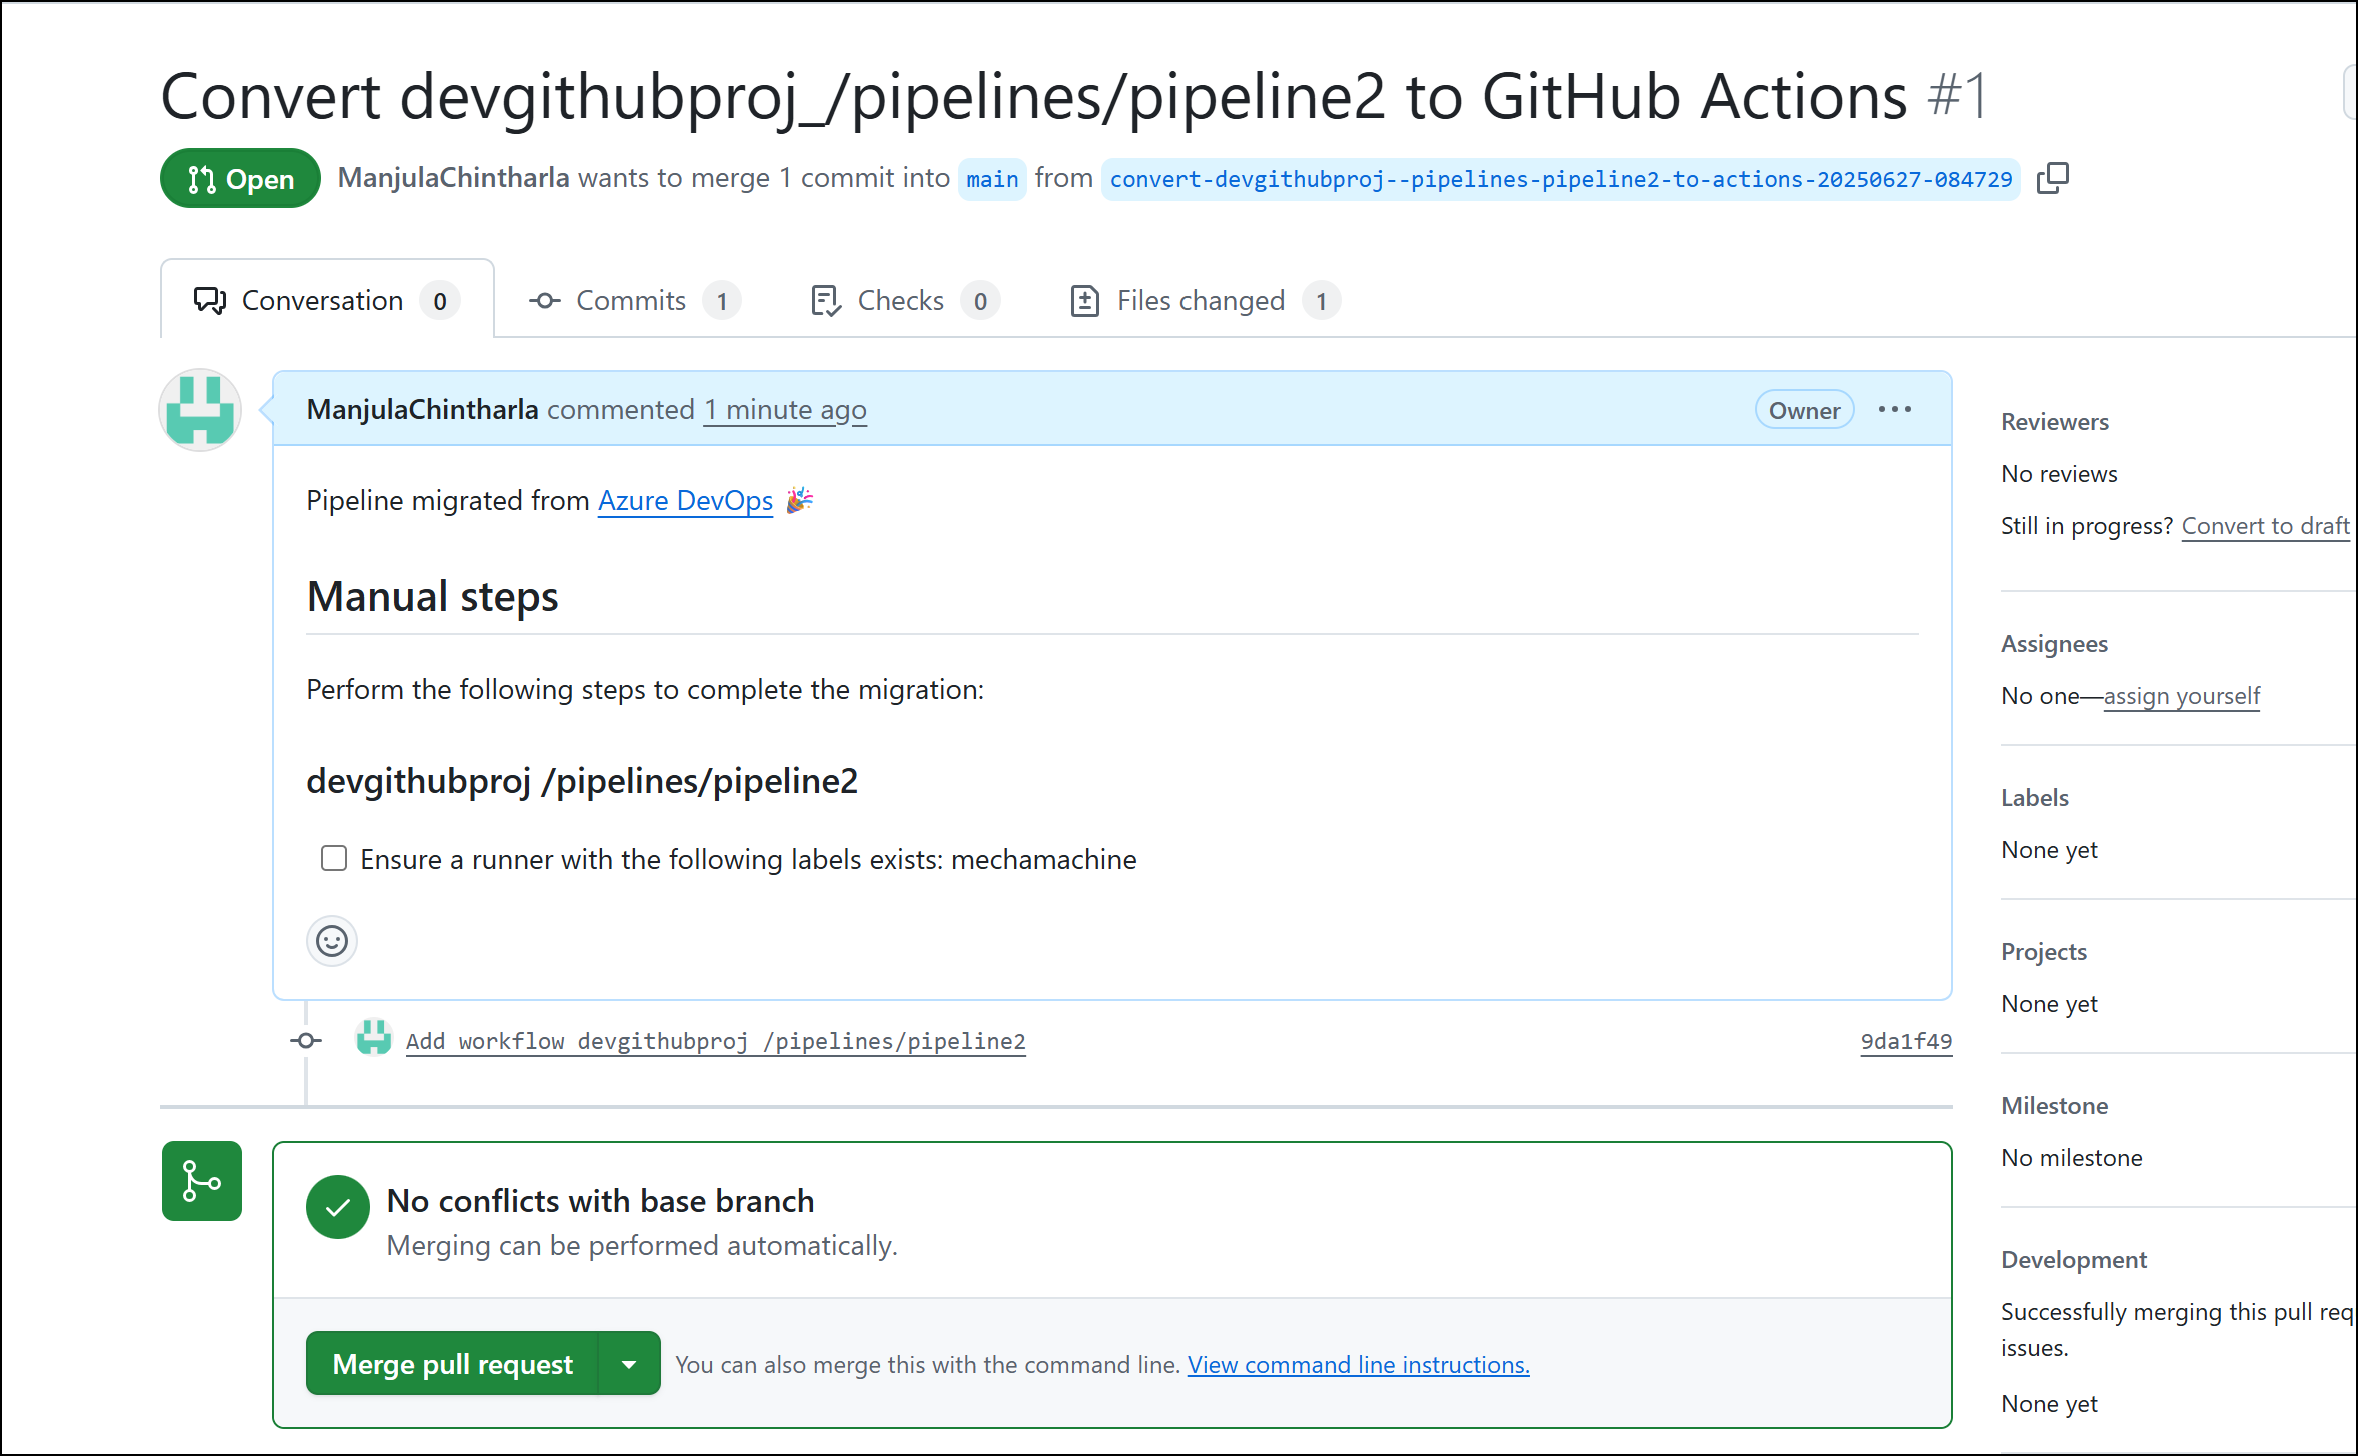 Convert devgithubproj_/pipelines/pipeline2 to GitHub Actions #1
Open ManjulaChintharla wants to merge 1 commit into main from convert-devgithubproj--pipelines-pipeline2-to-actions-20250627-084729
Conversation 0 Commits 1 Checks 0 Files changed 1
ManjulaChintharla commented 1 minute ago Owner
Pipeline migrated from Azure DevOps 🎉
Manual steps
Perform the following steps to complete the migration:
devgithubproj /pipelines/pipeline2
Ensure a runner with the following labels exists: mechamachine
Add workflow devgithubproj /pipelines/pipeline2 9da1f49
No conflicts with base branch
Merging can be performed automatically.
Merge pull request You can also merge this with the command line. View command line instructions.
Reviewers
No reviews
Still in progress? Convert to draft
Assignees
No one—assign yourself
Labels
None yet
Projects
None yet
Milestone
No milestone
Development
Successfully merging this pull req
issues.
None yet